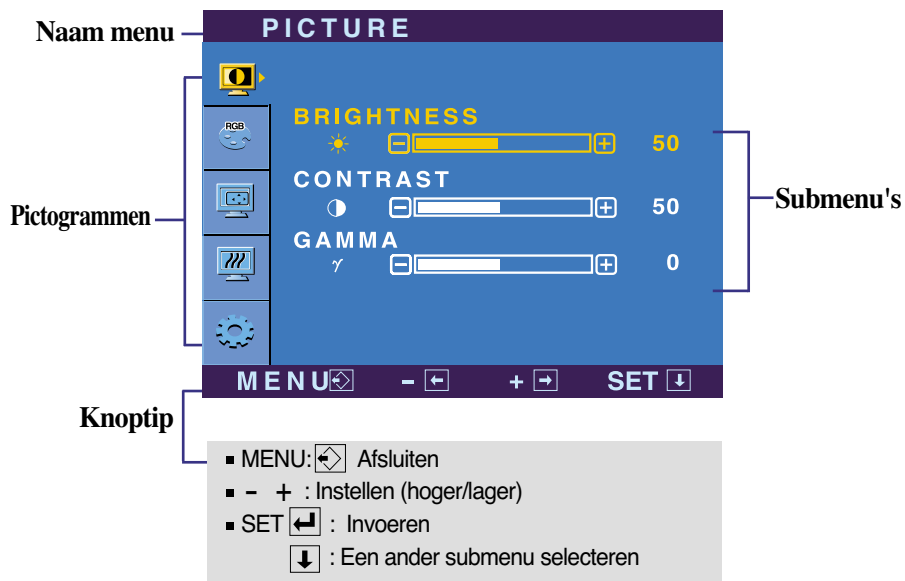 Naam menu
PICTURE
RGB
BRIGHTNESS
50
CONTRAST
50
GAMMA
γ
0
Pictogrammen
Submenu's
MENU - + SET
Knoptip
MENU: Afsluiten
- + : Instellen (hoger/lager)
SET : Invoeren
: Een ander submenu selecteren